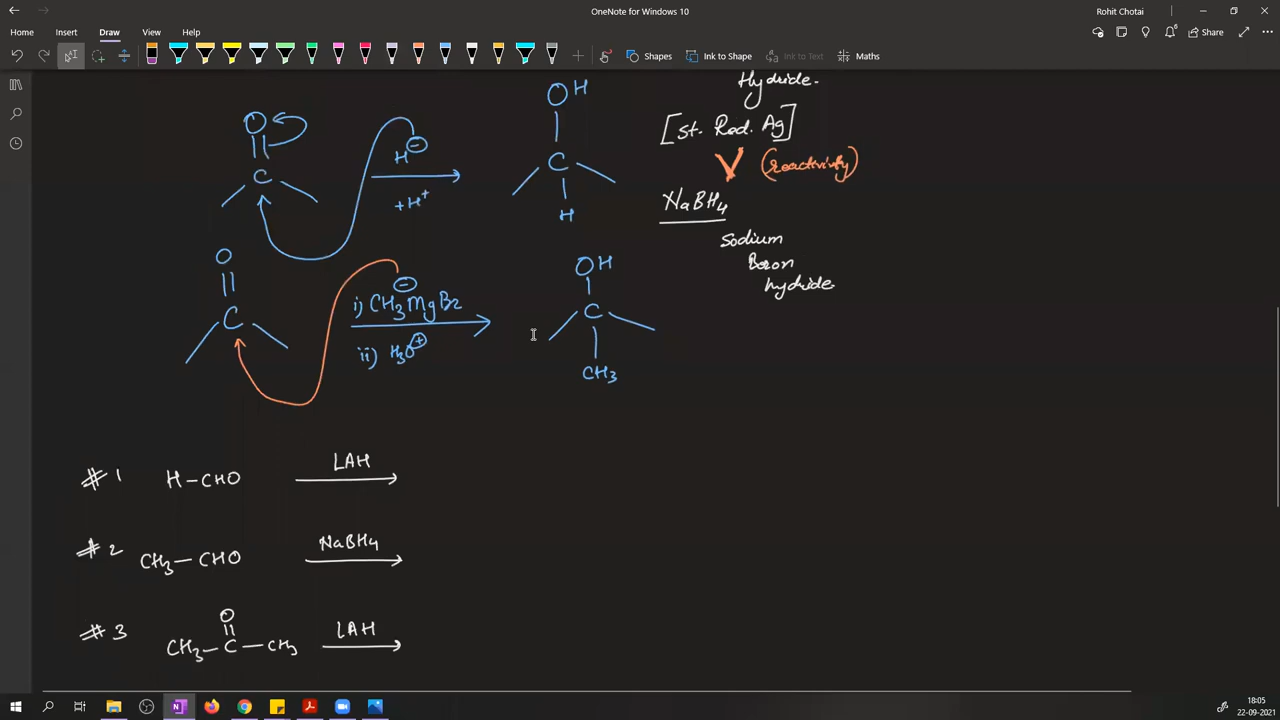 OneNote for Windows 10
Rohit Chotai
Home Insert Draw View Help
Share
Shapes
Ink to Shape
Ink to Text
Maths
Hydride.
[St. Red. Ag]
(reactivity)
NaBH4
Sodium
Boron
hydride
O
C
H⊖
+H+
OH
C
H
O
C
⊖
i) CH3MgBr
ii) H3O⊕
OH
C
CH3
#1 H-CHO LAH
#2 CH3-CHO NaBH4
#3 CH3-C-CH3 LAH
O
18:05
22-09-2021